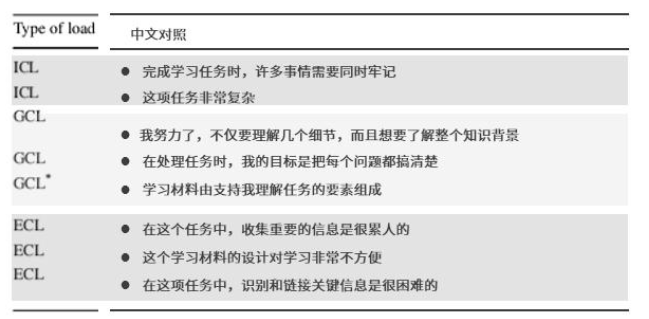 Type of load 中文对照
ICL ● 完成学习任务时，许多事情需要同时牢记
ICL ● 这项任务非常复杂
GCL ● 我努力了，不仅要理解几个细节，而且想要了解整个知识背景
GCL ● 在处理任务时，我的目标是把每个问题都搞清楚
GCL* ● 学习材料由支持我理解任务的要素组成
ECL ● 在这个任务中，收集重要的信息是很累人的
ECL ● 这个学习材料的设计对学习非常不方便
ECL ● 在这项任务中，识别和链接关键信息是很困难的